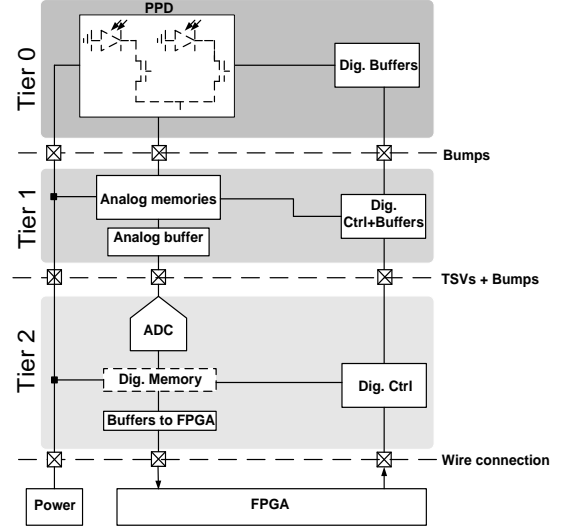 PPD
Tier 0
Dig. Buffers
Bumps
Tier 1
Analog memories
Dig.
Ctrl+Buffers
Analog buffer
TSVs + Bumps
Tier 2
ADC
Dig. Memory
Dig. Ctrl
Buffers to FPGA
Wire connection
Power
FPGA